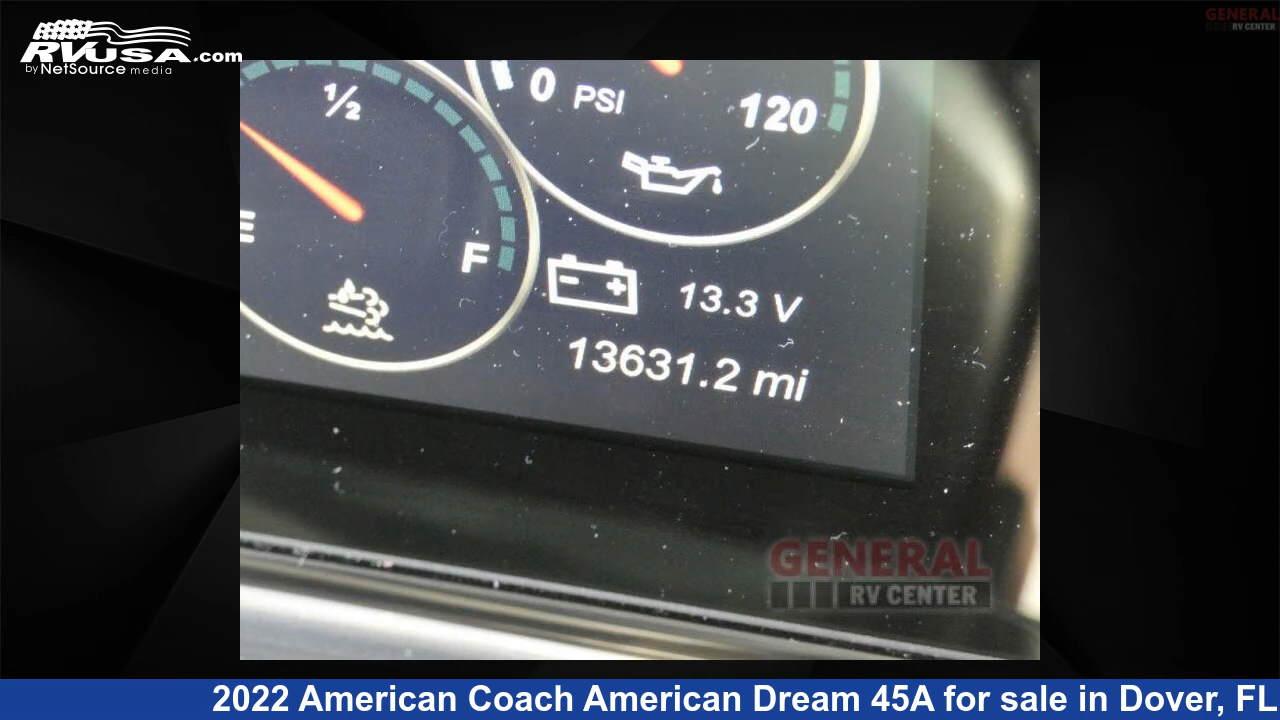 GENERAL
RV CENTER
RVUSA.com
by NetSource media
0 PSI 120
1/2
E
F
13.3 V
13631.2 mi
GENERAL
RV CENTER
2022 American Coach American Dream 45A for sale in Dover, FL